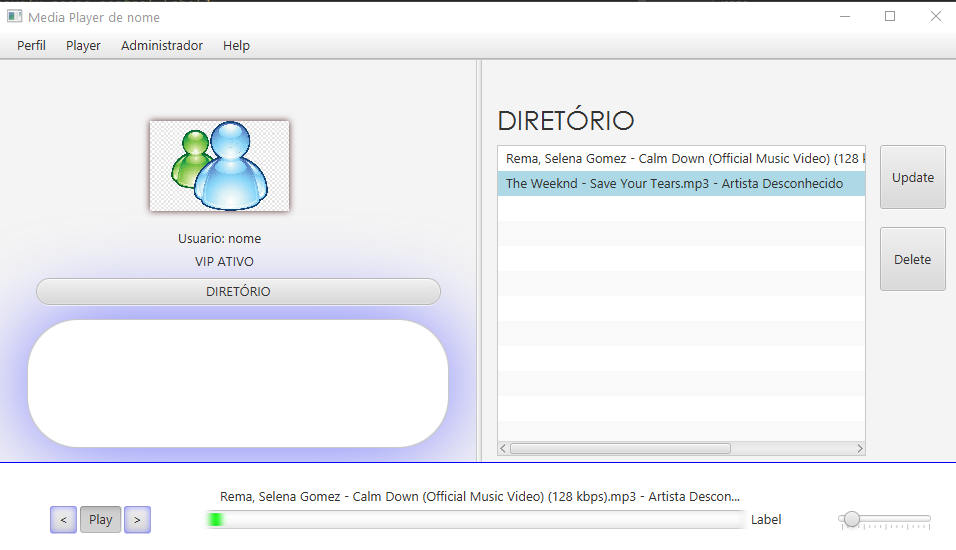 Media Player de nome
Perfil Player Administrador Help
Usuario: nome
VIP ATIVO
DIRETÓRIO
DIRETÓRIO
Rema, Selena Gomez - Calm Down (Official Music Video) (128
The Weeknd - Save Your Tears.mp3 - Artista Desconhecido
Update
Delete
Rema, Selena Gomez - Calm Down (Official Music Video) (128 kbps).mp3 - Artista Descon...
< Play > Label